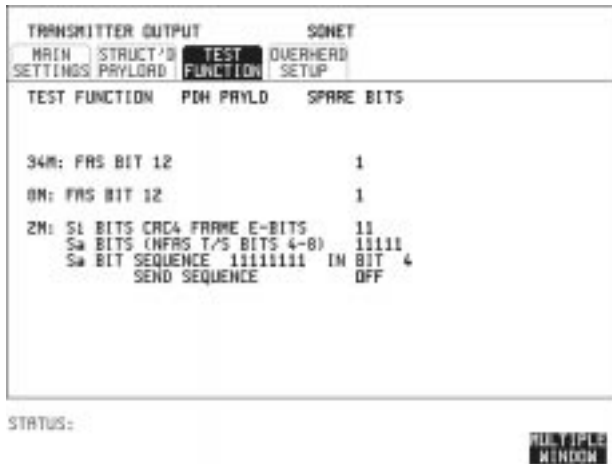 TRANSMITTER OUTPUT SONET
MAIN SETTINGS STRUCT'D PAYLOAD TEST FUNCTION OVERHEAD SETUP
TEST FUNCTION PDH PAYLD SPARE BITS
34M: FAS BIT 12 1
8M: FAS BIT 12 1
2M: Si BITS CRC4 FRAME E-BITS 11
Sa BITS (NFAS T/S BITS 4-8) 11111
Sa BIT SEQUENCE 11111111 IN BIT 4
SEND SEQUENCE OFF
STATUS:
MULTIPLE
WINDOW